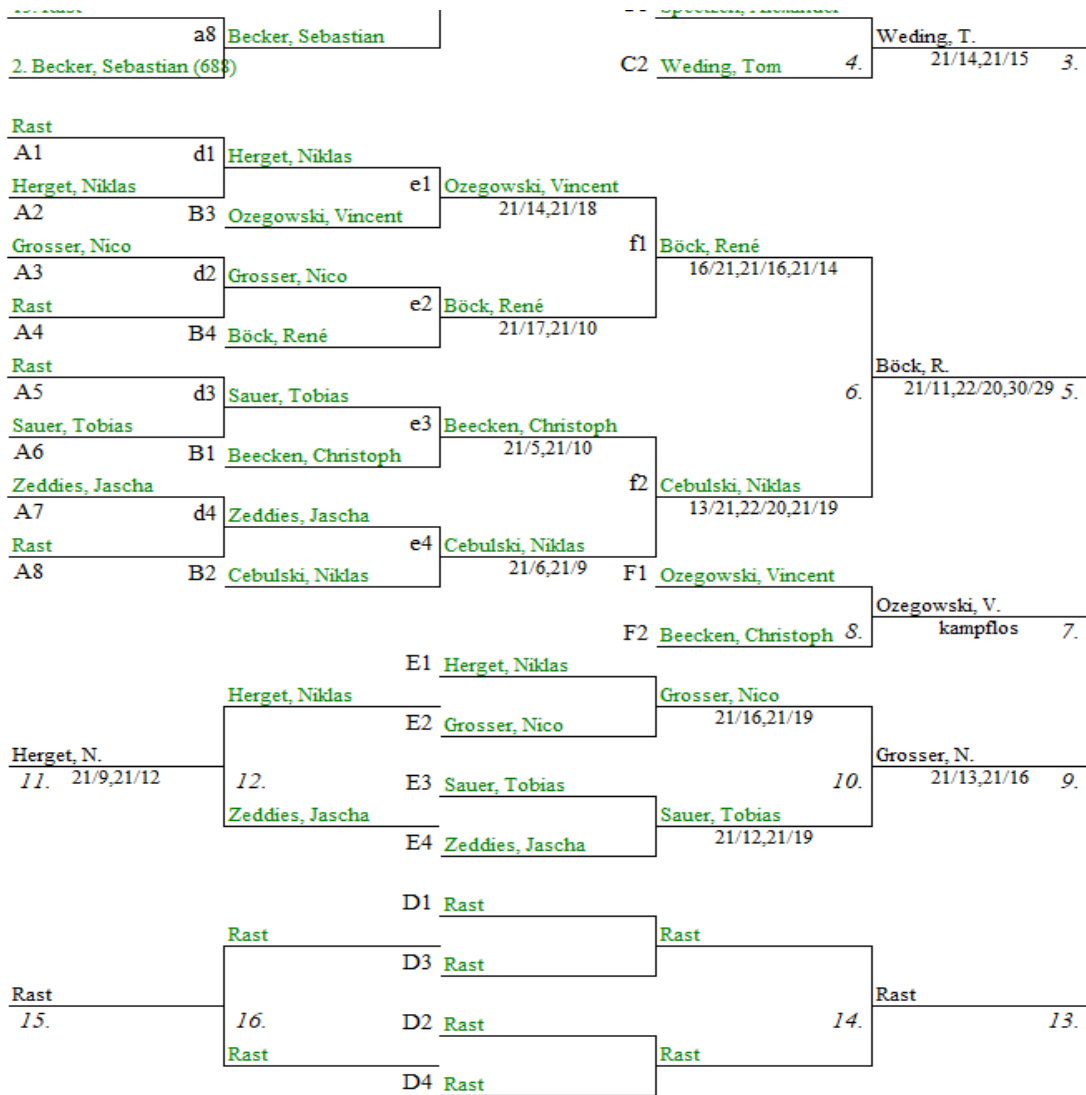 a8 Becker, Sebastian
2. Becker, Sebastian (688)
Weding, T.
C2 Weding, Tom 4. 21/14,21/15 3.
Rast
A1 d1 Herget, Niklas
Herget, Niklas e1 Ozegowski, Vincent
A2 B3 Ozegowski, Vincent 21/14,21/18
Grosser, Nico f1 Böck, René
A3 d2 Grosser, Nico 16/21,21/16,21/14
Rast e2 Böck, René
A4 B4 Böck, René 21/17,21/10
Rast Böck, R.
A5 d3 Sauer, Tobias 6. 21/11,22/20,30/29 5.
Sauer, Tobias e3 Beecken, Christoph
A6 B1 Beecken, Christoph 21/5,21/10
Zeddies, Jascha f2 Cebulski, Niklas
A7 d4 Zeddies, Jascha 13/21,22/20,21/19
Rast e4 Cebulski, Niklas
A8 B2 Cebulski, Niklas 21/6,21/9 F1 Ozegowski, Vincent
Ozegowski, V.
F2 Beecken, Christoph 8. kampflos 7.
E1 Herget, Niklas
Herget, Niklas Grosser, Nico
E2 Grosser, Nico 21/16,21/19
Herget, N. Grosser, N.
11. 21/9,21/12 12. E3 Sauer, Tobias 10. 21/13,21/16 9.
Zeddies, Jascha Sauer, Tobias
E4 Zeddies, Jascha 21/12,21/19
D1 Rast
Rast Rast
D3 Rast
Rast Rast
15. 16. D2 Rast 14. 13.
Rast Rast
D4 Rast